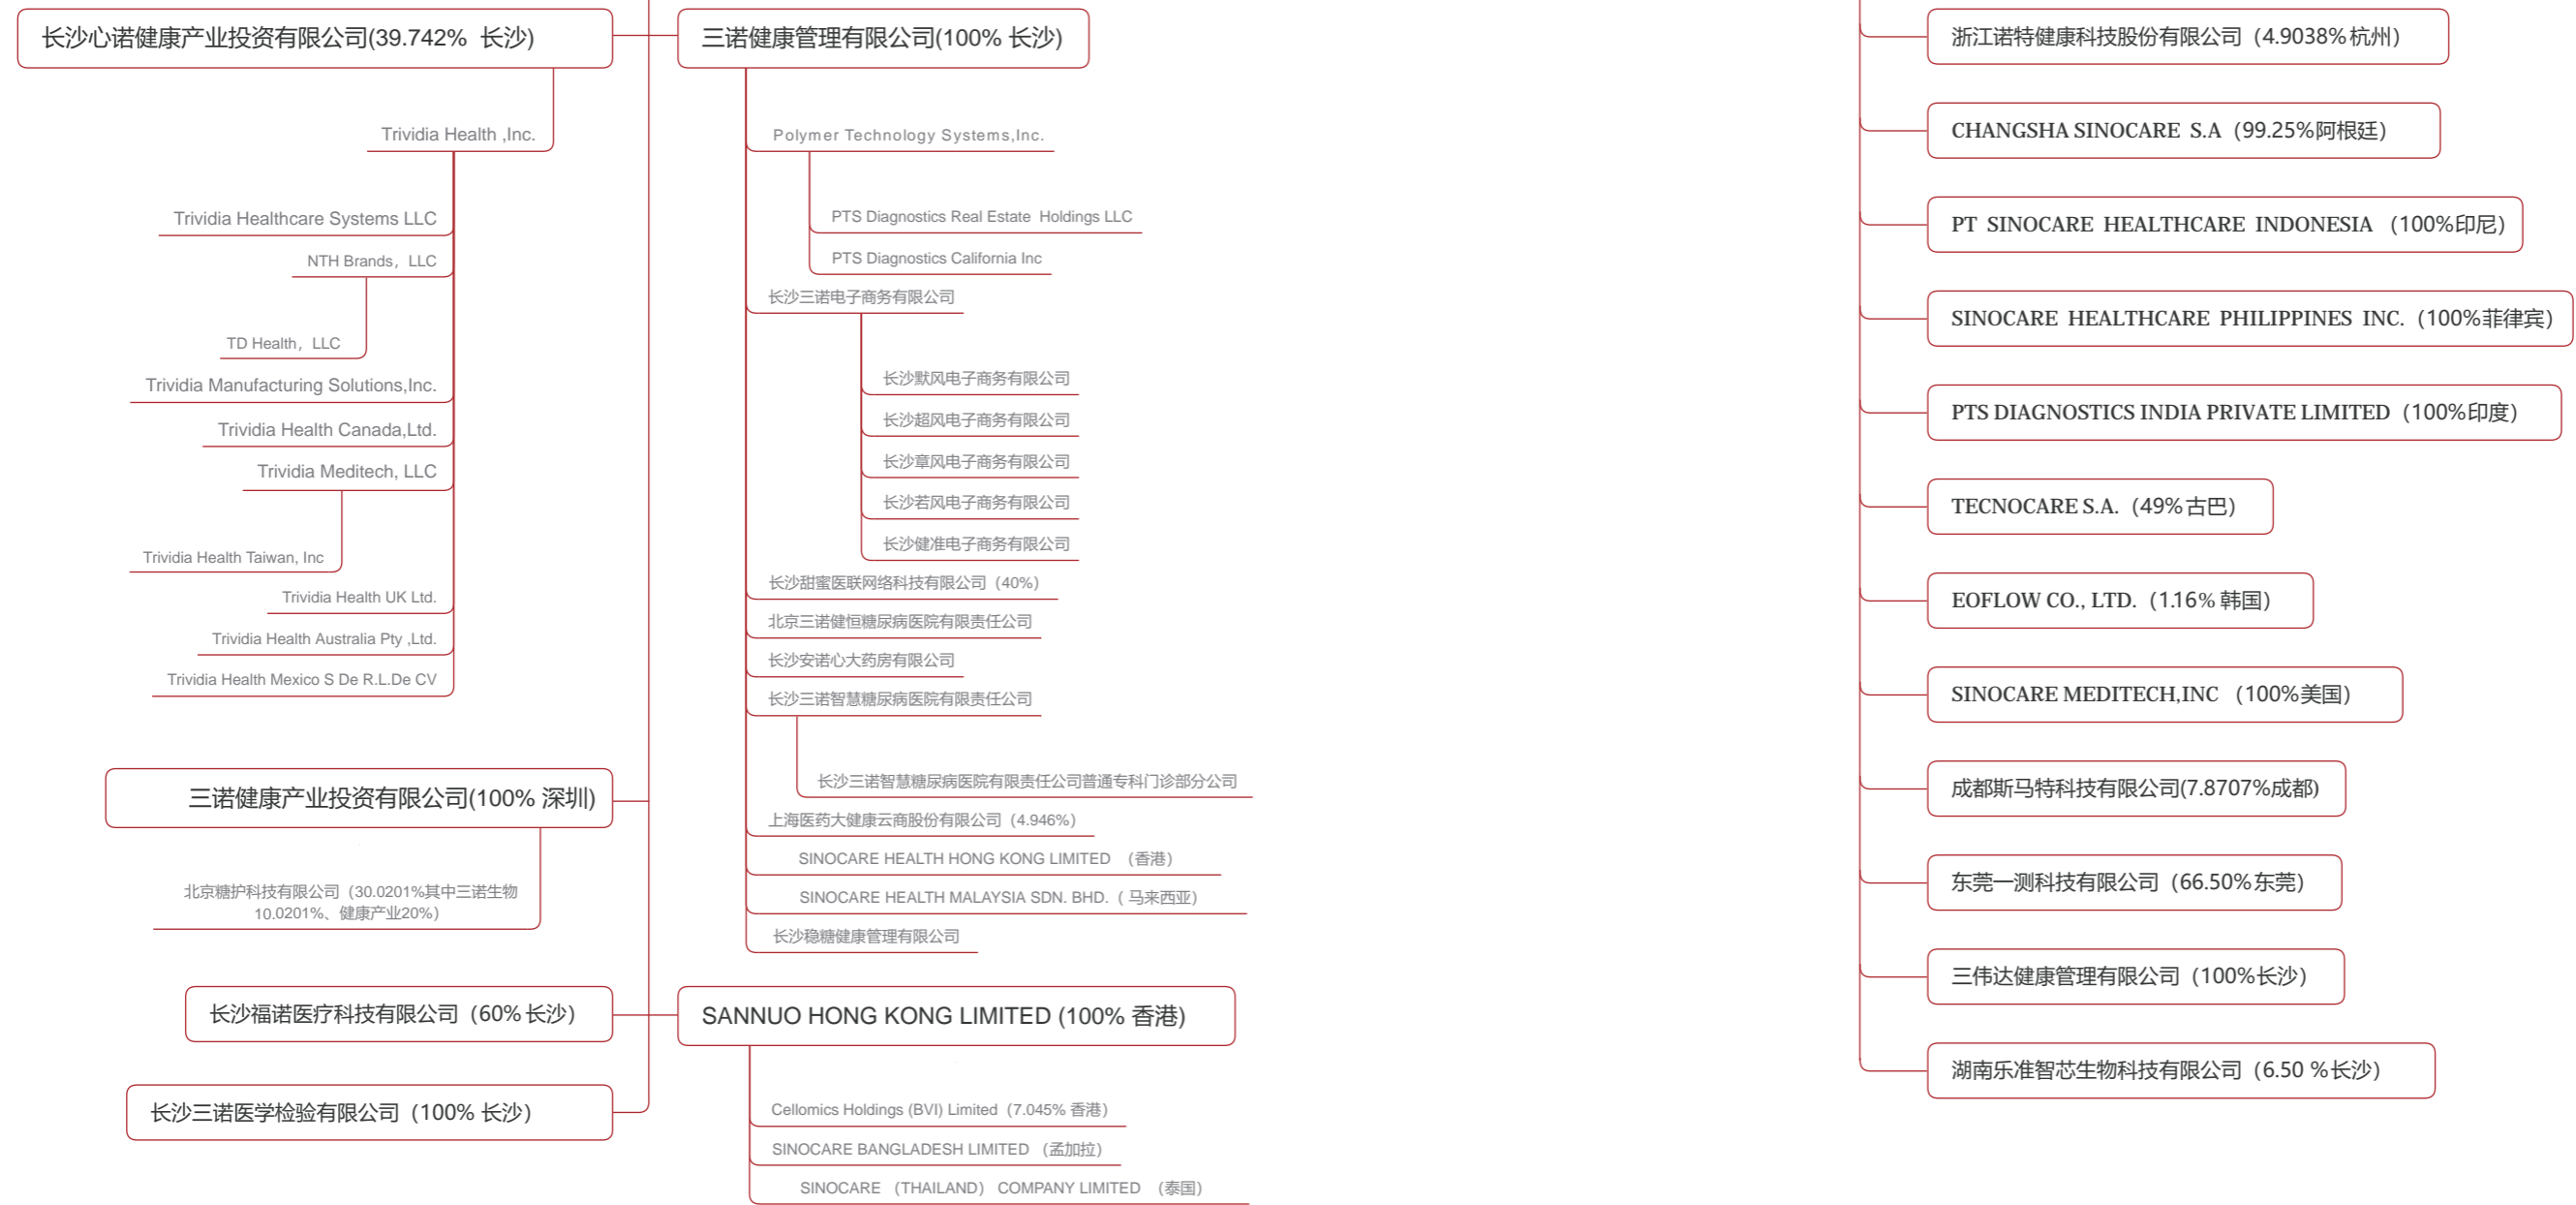 长沙心诺健康产业投资有限公司(39.742% 长沙)
Trividia Health ,Inc.
Trividia Healthcare Systems LLC
NTH Brands，LLC
TD Health，LLC
Trividia Manufacturing Solutions,Inc.
Trividia Health Canada,Ltd.
Trividia Meditech, LLC
Trividia Health Taiwan, Inc
Trividia Health UK Ltd.
Trividia Health Australia Pty ,Ltd.
Trividia Health Mexico S De R.L.De CV
三诺健康产业投资有限公司(100% 深圳)
北京糖护科技有限公司（30.0201%其中三诺生物
10.0201%、健康产业20%）
长沙福诺医疗科技有限公司（60% 长沙）
长沙三诺医学检验有限公司（100% 长沙）
三诺健康管理有限公司(100% 长沙)
Polymer Technology Systems,Inc.
PTS Diagnostics Real Estate Holdings LLC
PTS Diagnostics California Inc
长沙三诺电子商务有限公司
长沙默风电子商务有限公司
长沙超风电子商务有限公司
长沙章风电子商务有限公司
长沙若风电子商务有限公司
长沙健准电子商务有限公司
长沙甜蜜医联网络科技有限公司（40%）
北京三诺健恒糖尿病医院有限责任公司
长沙安诺心大药房有限公司
长沙三诺智慧糖尿病医院有限责任公司
长沙三诺智慧糖尿病医院有限责任公司普通专科门诊部分公司
上海医药大健康云商股份有限公司（4.946%）
SINOCARE HEALTH HONG KONG LIMITED （香港）
SINOCARE HEALTH MALAYSIA SDN. BHD.（ 马来西亚）
长沙稳糖健康管理有限公司
SANNUO HONG KONG LIMITED (100% 香港)
Cellomics Holdings (BVI) Limited（7.045% 香港）
SINOCARE BANGLADESH LIMITED （孟加拉）
SINOCARE （THAILAND） COMPANY LIMITED （泰国）
浙江诺特健康科技股份有限公司（4.9038% 杭州）
CHANGSHA SINOCARE S.A（99.25%阿根廷）
PT SINOCARE HEALTHCARE INDONESIA （100%印尼）
SINOCARE HEALTHCARE PHILIPPINES INC.（100%菲律宾）
PTS DIAGNOSTICS INDIA PRIVATE LIMITED（100%印度）
TECNOCARE S.A.（49% 古巴）
EOFLOW CO., LTD.（1.16% 韩国）
SINOCARE MEDITECH,INC （100%美国）
成都斯马特科技有限公司(7.8707%成都)
东莞一测科技有限公司（66.50% 东莞）
三伟达健康管理有限公司（100%长沙）
湖南乐准智芯生物科技有限公司（6.50 %长沙）